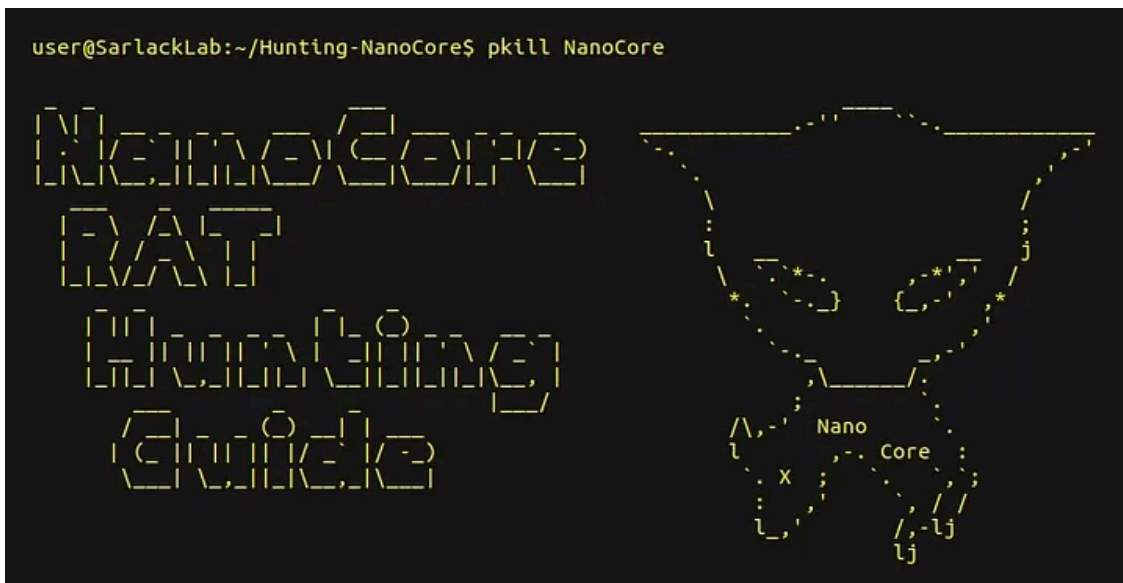 user@SarlackLab:~/Hunting-NanoCore$ pkill NanoCore
NanoCore
RAT
Hunting
Guide
Nano
Core
X